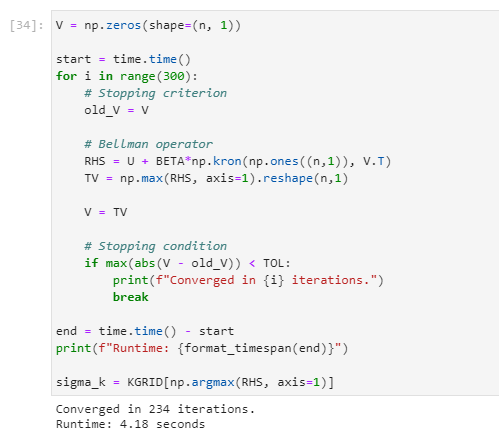 [34]: V = np.zeros(shape=(n, 1))

start = time.time()
for i in range(300):
    # Stopping criterion
    old_V = V

    # Bellman operator
    RHS = U + BETA*np.kron(np.ones((n,1)), V.T)
    TV = np.max(RHS, axis=1).reshape(n,1)

    V = TV

    # Stopping condition
    if max(abs(V - old_V)) < TOL:
        print(f"Converged in {i} iterations.")
        break

end = time.time() - start
print(f"Runtime: {format_timespan(end)}")

sigma_k = KGRID[np.argmax(RHS, axis=1)]
Converged in 234 iterations.
Runtime: 4.18 seconds